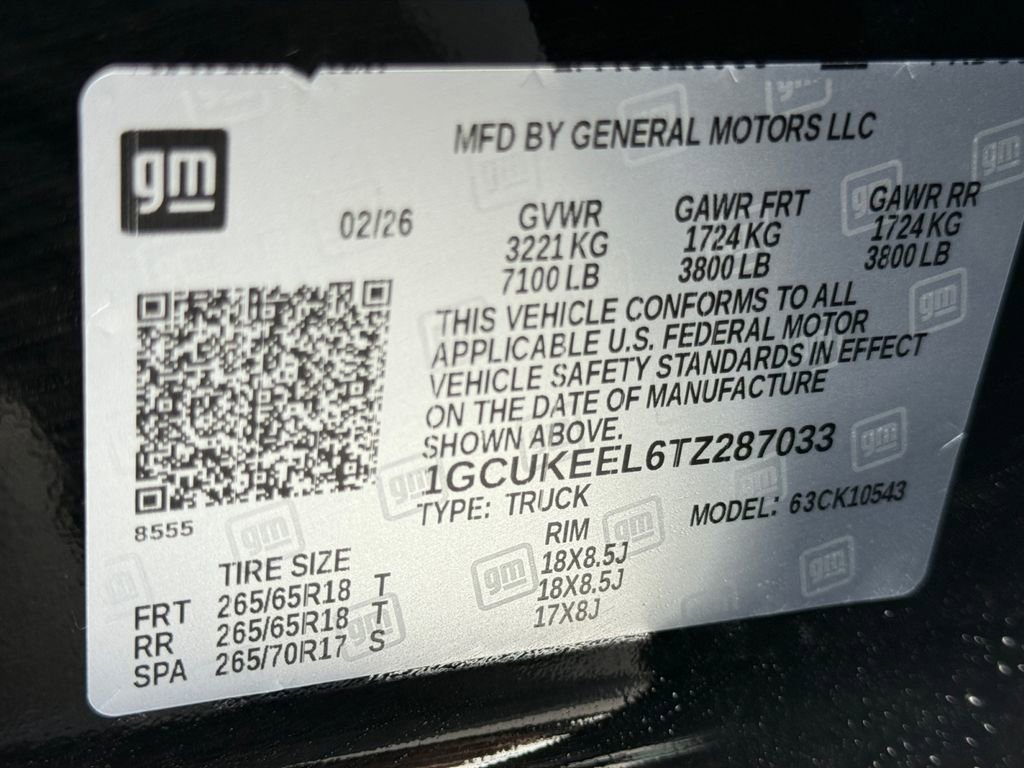 gm
MFD BY GENERAL MOTORS LLC
02/26
GVWR GAWR FRT GAWR RR
3221 KG 1724 KG 1724 KG
7100 LB 3800 LB 3800 LB
THIS VEHICLE CONFORMS TO ALL
APPLICABLE U.S. FEDERAL MOTOR
VEHICLE SAFETY STANDARDS IN EFFECT
ON THE DATE OF MANUFACTURE
SHOWN ABOVE.
1GCUKEEL6TZ287033
TYPE: TRUCK MODEL: 63CK10543
8555
TIRE SIZE RIM
FRT 265/65R18 T 18X8.5J
RR 265/65R18 T 18X8.5J
SPA 265/70R17 S 17X8J